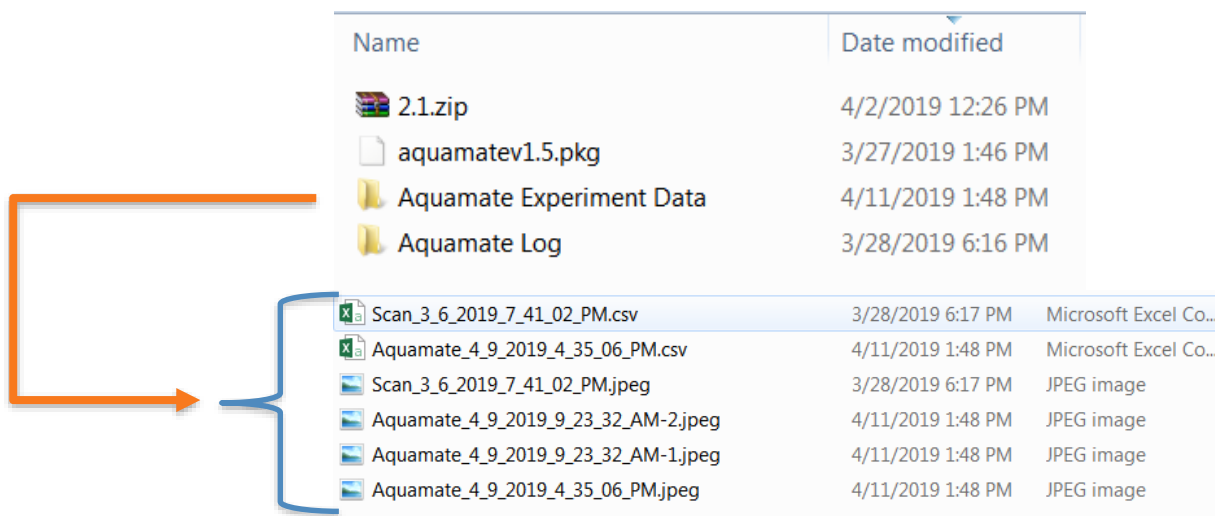 Name Date modified
2.1.zip 4/2/2019 12:26 PM
aquamatev1.5.pkg 3/27/2019 1:46 PM
Aquamate Experiment Data 4/11/2019 1:48 PM
Aquamate Log 3/28/2019 6:16 PM
Scan_3_6_2019_7_41_02_PM.csv 3/28/2019 6:17 PM Microsoft Excel Co...
Aquamate_4_9_2019_4_35_06_PM.csv 4/11/2019 1:48 PM Microsoft Excel Co...
Scan_3_6_2019_7_41_02_PM.jpeg 3/28/2019 6:17 PM JPEG image
Aquamate_4_9_2019_9_23_32_AM-2.jpeg 4/11/2019 1:48 PM JPEG image
Aquamate_4_9_2019_9_23_32_AM-1.jpeg 4/11/2019 1:48 PM JPEG image
Aquamate_4_9_2019_4_35_06_PM.jpeg 4/11/2019 1:48 PM JPEG image